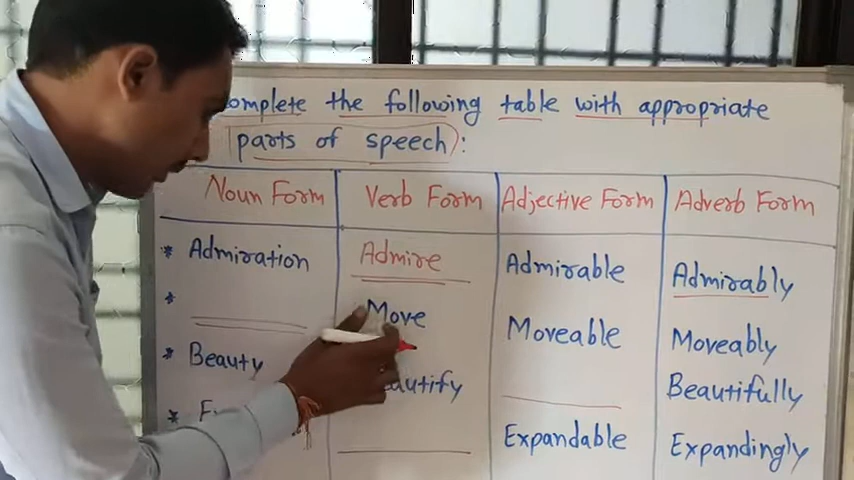 omplete the following table with appropriate
parts of speech :
Noun Form Verb Form Adjective Form Adverb Form
* Admiration Admire Admirable Admirably
* Move Moveable Moveably
* Beauty autify Beautifully
* Expandable Expandingly